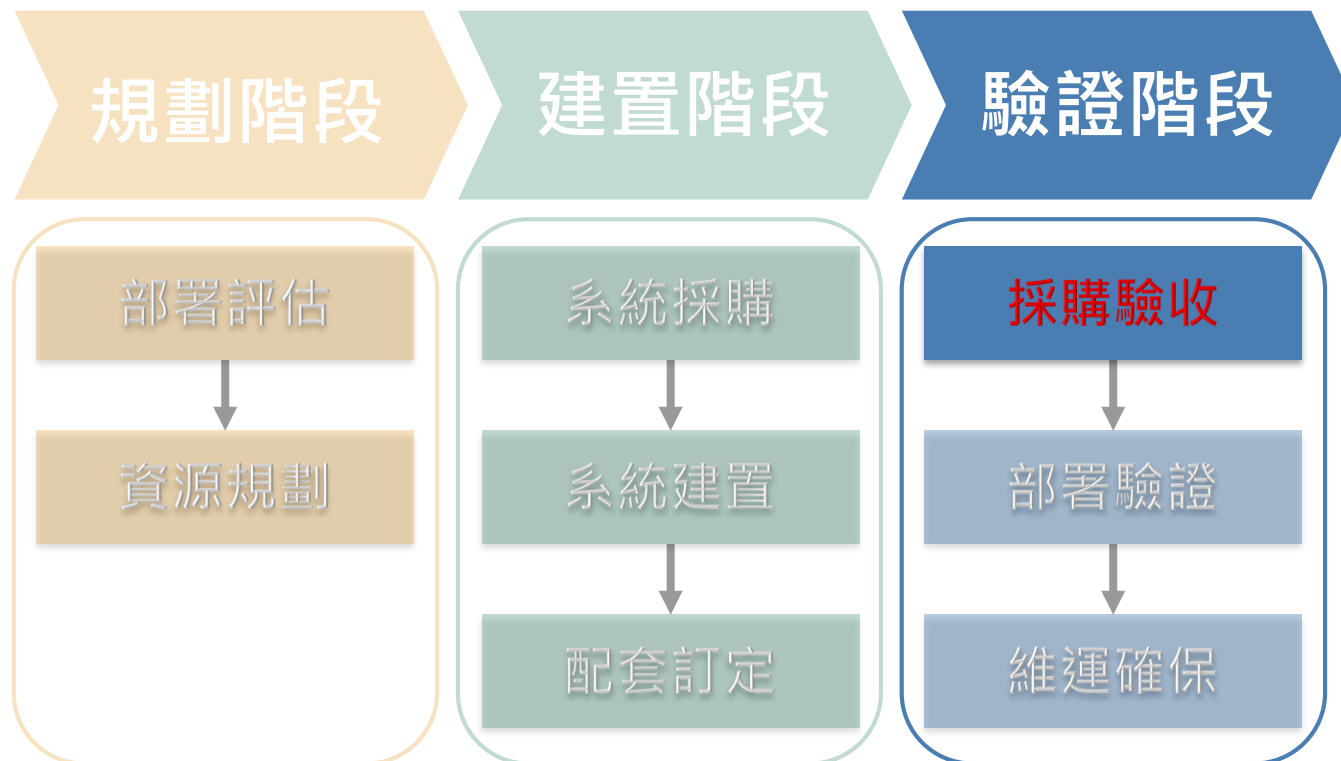 規劃階段
建置階段
驗證階段
部署評估
資源規劃
系統採購
系統建置
配套訂定
採購驗收
部署驗證
維運確保